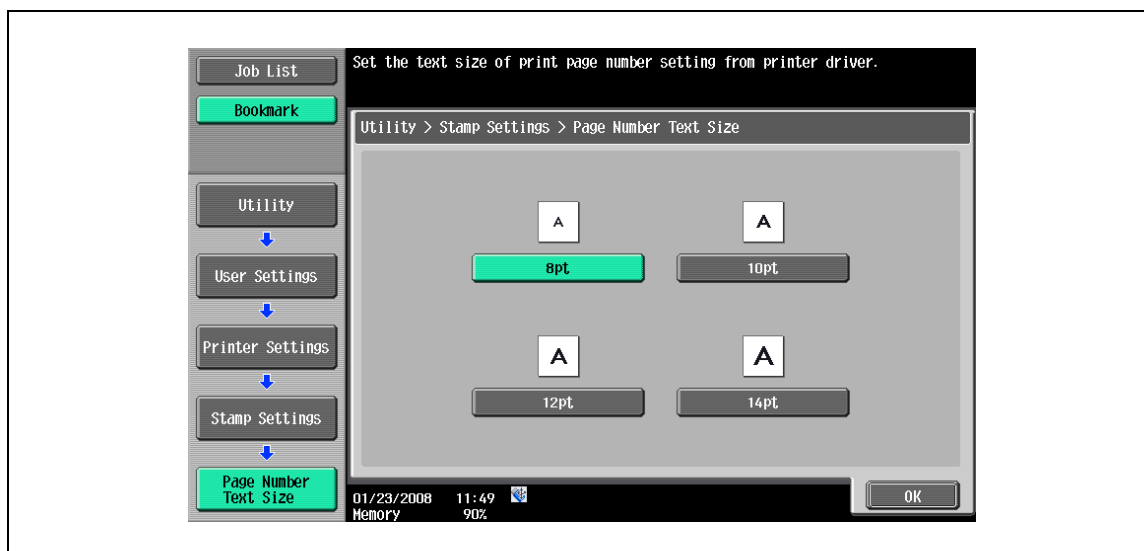 Job List
Set the text size of print page number setting from printer driver.
Bookmark
Utility > Stamp Settings > Page Number Text Size
Utility
User Settings
Printer Settings
Stamp Settings
Page Number
Text Size
A
A
8pt
10pt
A
A
12pt
14pt
01/23/2008 11:49
Memory 90%
OK